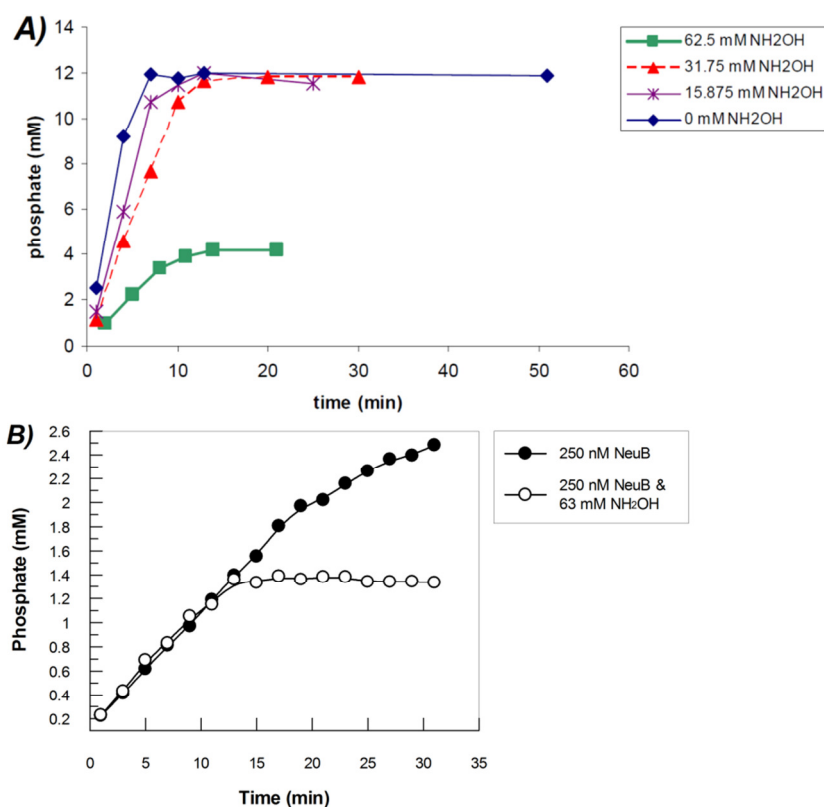 A)
14
12
10
8
6
4
2
0
phosphate (mM)
0 10 20 30 40 50 60
time (min)
62.5 mM NH2OH
31.75 mM NH2OH
15.875 mM NH2OH
0 mM NH2OH
B)
2.6
2.4
2.2
2
1.8
1.6
1.4
1.2
1
0.8
0.6
0.4
0.2
Phosphate (mM)
0 5 10 15 20 25 30 35
Time (min)
250 nM NeuB
250 nM NeuB &
63 mM NH₂OH